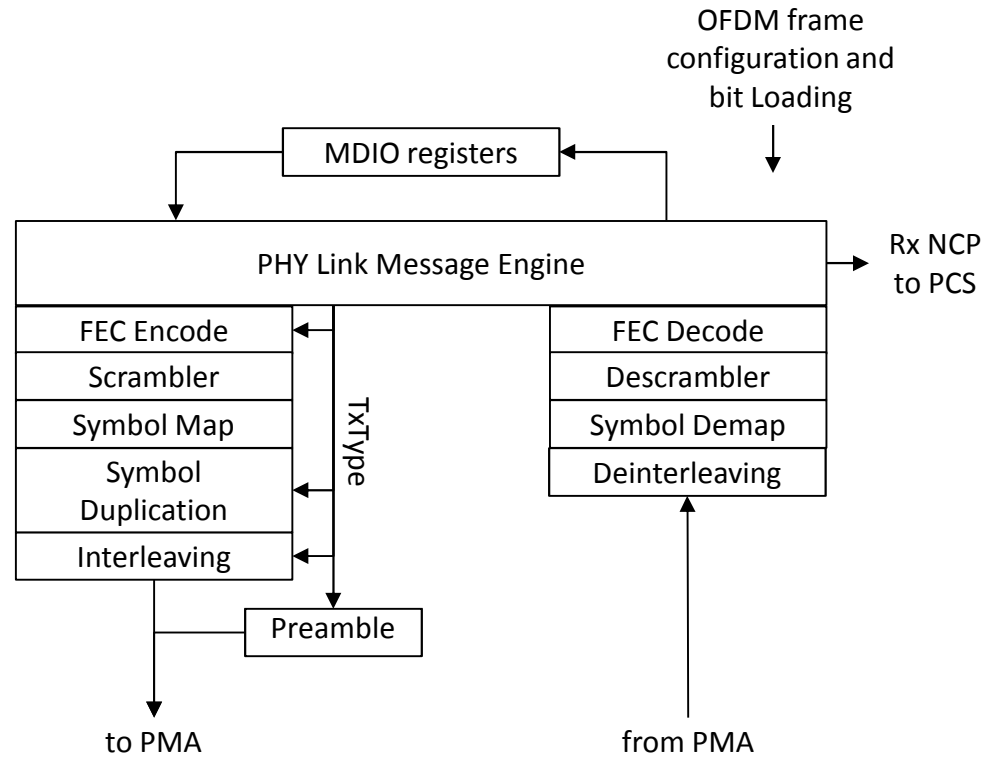 OFDM frame
configuration and
bit Loading
MDIO registers
PHY Link Message Engine
Rx NCP
to PCS
FEC Encode
Scrambler
Symbol Map
Symbol
Duplication
Interleaving
TxType
Preamble
FEC Decode
Descrambler
Symbol Demap
Deinterleaving
to PMA
from PMA